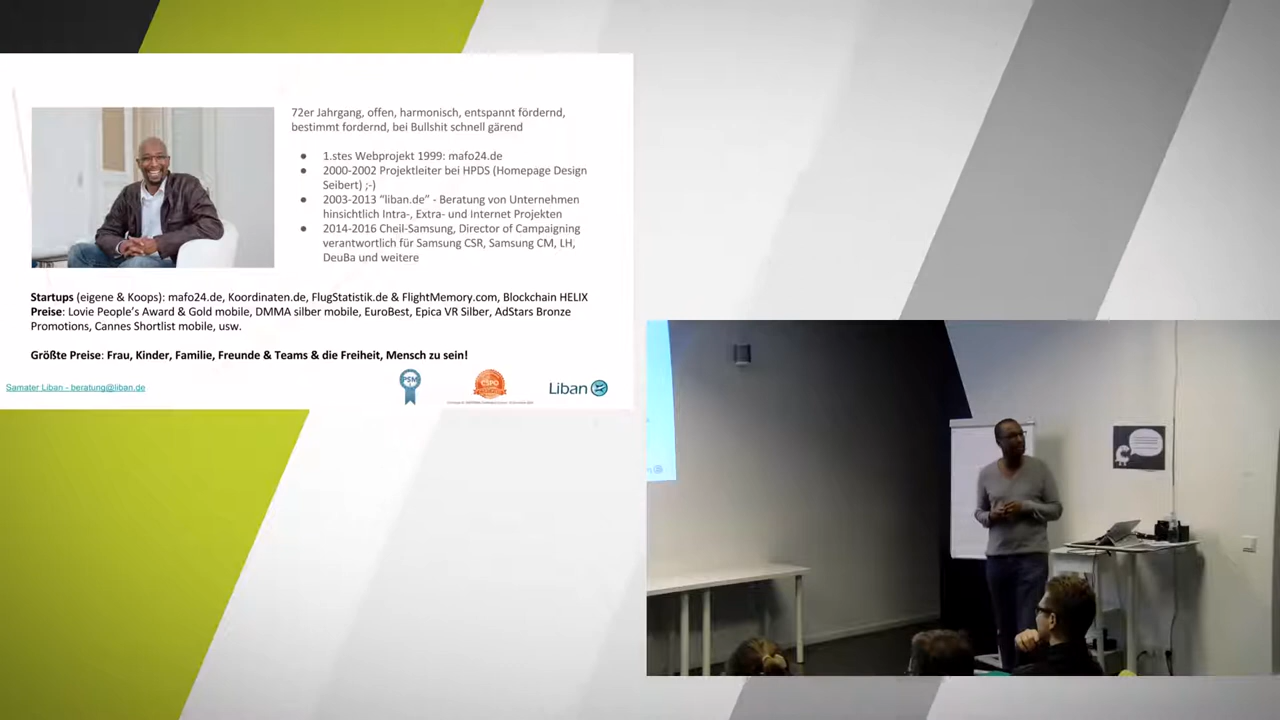 72er Jahrgang, offen, harmonisch, entspannt fördernd,
bestimmt fordernd, bei Bullshit schnell gärend
● 1.stes Webprojekt 1999: mafo24.de
● 2000-2002 Projektleiter bei HPDS (Homepage Design
Seibert) ;-)
● 2003-2013 “liban.de” - Beratung von Unternehmen
hinsichtlich Intra-, Extra- und Internet Projekten
● 2014-2016 Cheil-Samsung, Director of Campaigning
verantwortlich für Samsung CSR, Samsung CM, LH,
DeuBa und weitere
Startups (eigene & Koops): mafo24.de, Koordinaten.de, FlugStatistik.de & FlightMemory.com, Blockchain HELIX
Preise: Lovie People’s Award & Gold mobile, DMMA silber mobile, EuroBest, Epica VR Silber, AdStars Bronze
Promotions, Cannes Shortlist mobile, usw.
Größte Preise: Frau, Kinder, Familie, Freunde & Teams & die Freiheit, Mensch zu sein!
Samater Liban - beratung@liban.de
PSM
CSPO
Liban